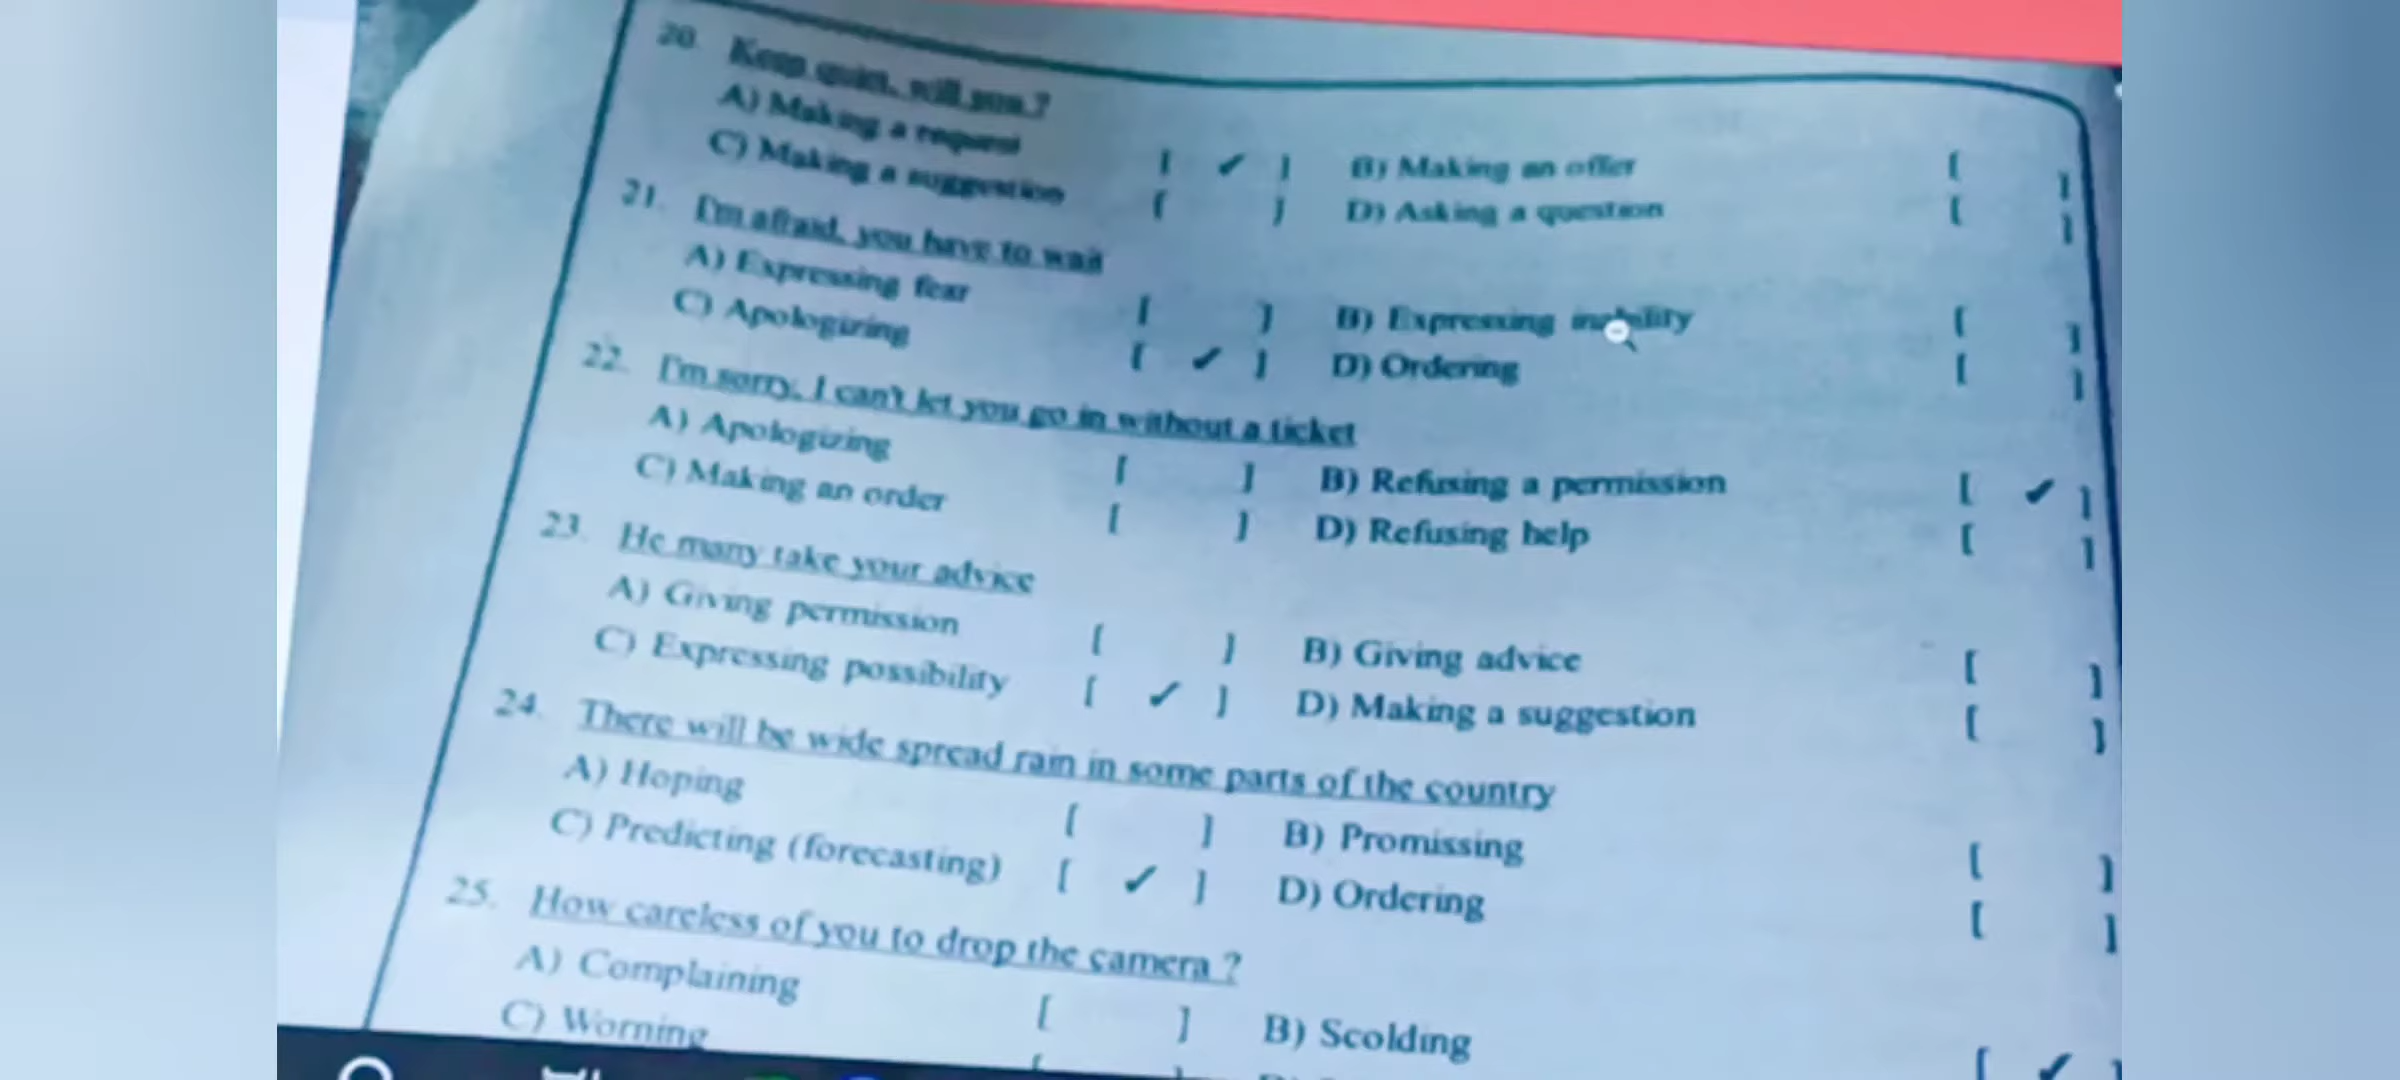 20. Keep quiet, will you ?
A) Making a request [ ✓ ] B) Making an offer [ ]
C) Making a suggestion [ ] D) Asking a question [ ]
21. I'm afraid, you have to wait
A) Expressing fear [ ] B) Expressing inability [ ]
C) Apologizing [ ✓ ] D) Ordering [ ]
22. I'm sorry, I can't let you go in without a ticket
A) Apologizing [ ] B) Refusing a permission [ ✓ ]
C) Making an order [ ] D) Refusing help [ ]
23. He many take your advice
A) Giving permission [ ] B) Giving advice [ ]
C) Expressing possibility [ ✓ ] D) Making a suggestion [ ]
24. There will be wide spread rain in some parts of the country
A) Hoping [ ] B) Promissing [ ]
C) Predicting (forecasting) [ ✓ ] D) Ordering [ ]
25. How careless of you to drop the camera ?
A) Complaining [ ] B) Scolding [ ✓ ]
C) Worning [ ]